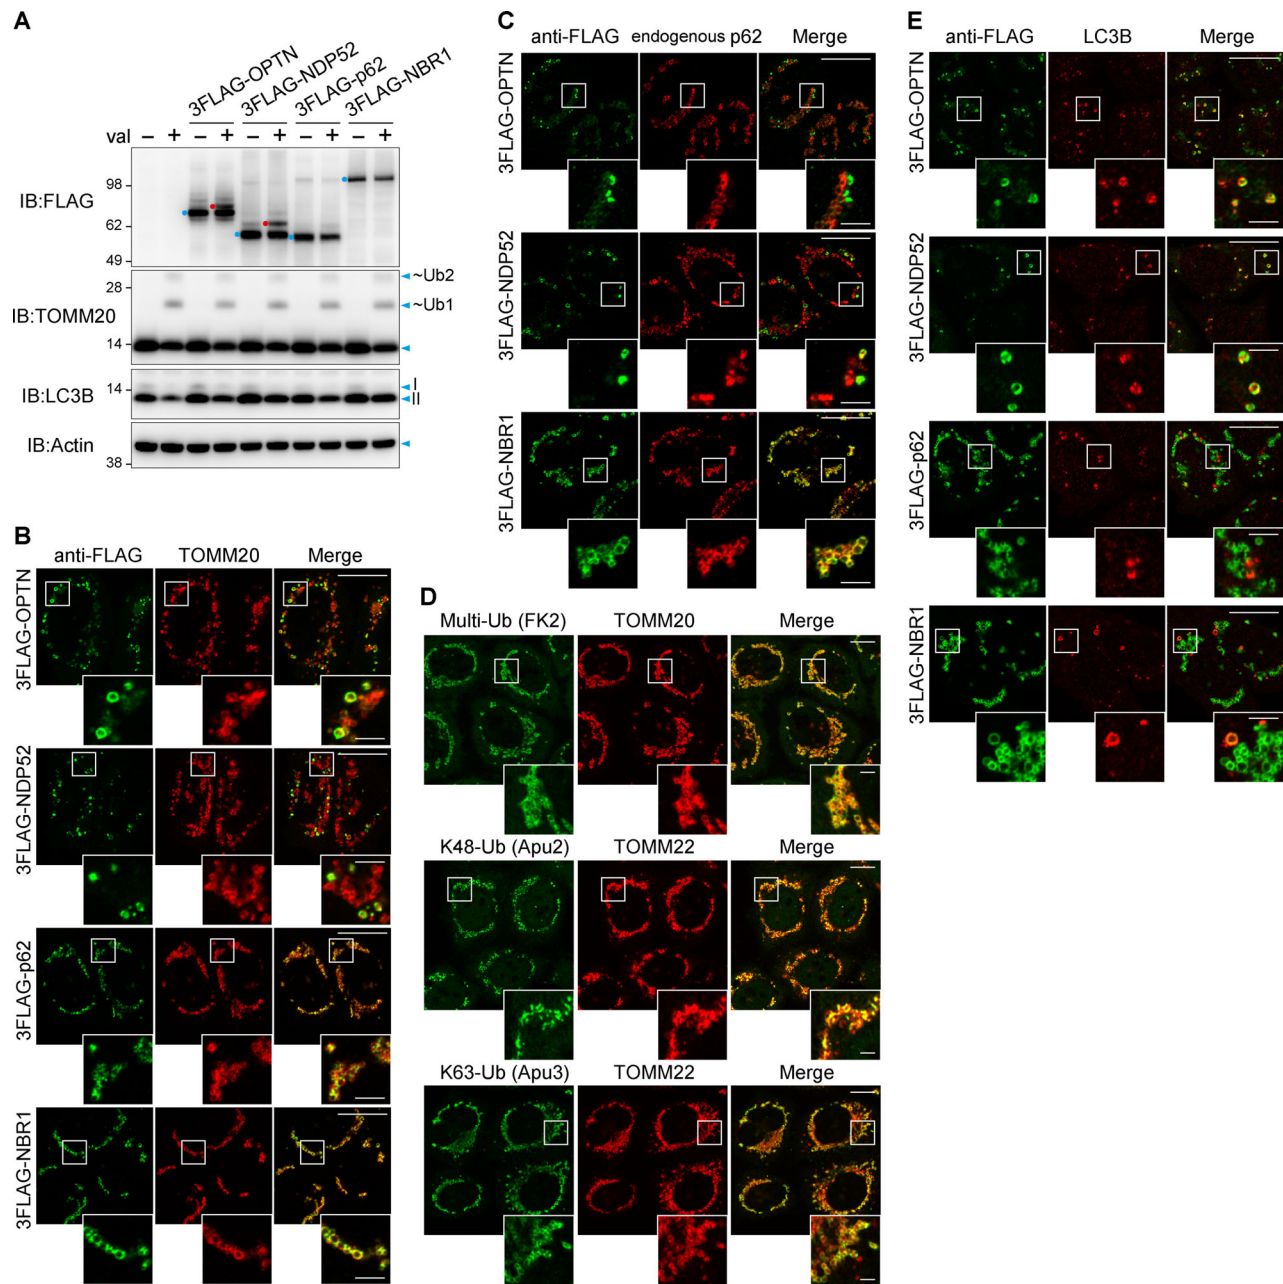 A
3FLAG-OPTN
3FLAG-NDP52
3FLAG-p62
3FLAG-NBR1
val − + − + − + − + − +
IB:FLAG
98
62
49
IB:TOMM20
28
14
~Ub2
~Ub1
IB:LC3B
14
I
II
IB:Actin
38
B
anti-FLAG TOMM20 Merge
3FLAG-OPTN
3FLAG-NDP52
3FLAG-p62
3FLAG-NBR1
C
anti-FLAG endogenous p62 Merge
3FLAG-OPTN
3FLAG-NDP52
3FLAG-NBR1
D
Multi-Ub (FK2) TOMM20 Merge
K48-Ub (Apu2) TOMM22 Merge
K63-Ub (Apu3) TOMM22 Merge
E
anti-FLAG LC3B Merge
3FLAG-OPTN
3FLAG-NDP52
3FLAG-p62
3FLAG-NBR1